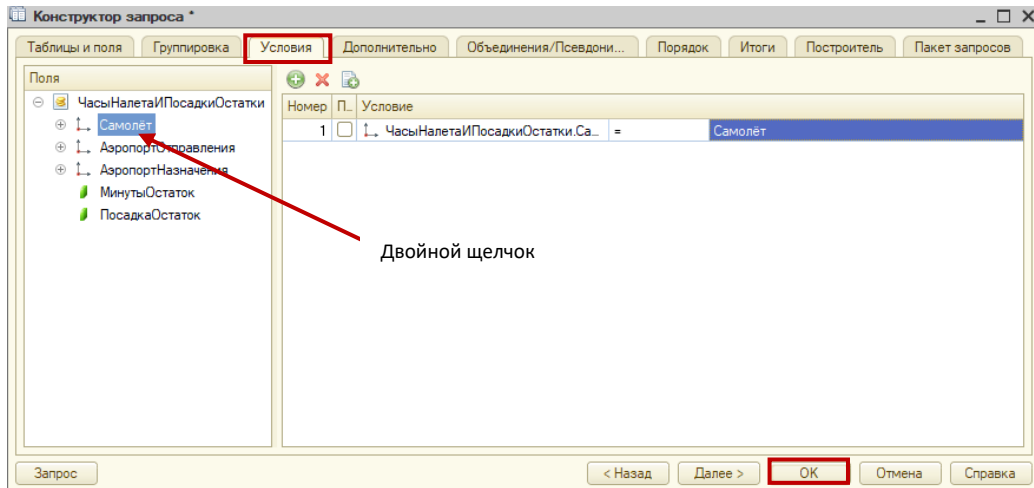 Конструктор запроса *
Таблицы и поля Группировка Условия Дополнительно Объединения/Псевдони... Порядок Итоги Построитель Пакет запросов
Поля
ЧасыНалетаИПосадкиОстатки
Самолёт
АэропортОтправления
АэропортНазначения
МинутыОстаток
ПосадкаОстаток
Номер П... Условие
1 ЧасыНалетаИПосадкиОстатки.Са... = Самолёт
Двойной щелчок
Запрос < Назад Далее > ОК Отмена Справка